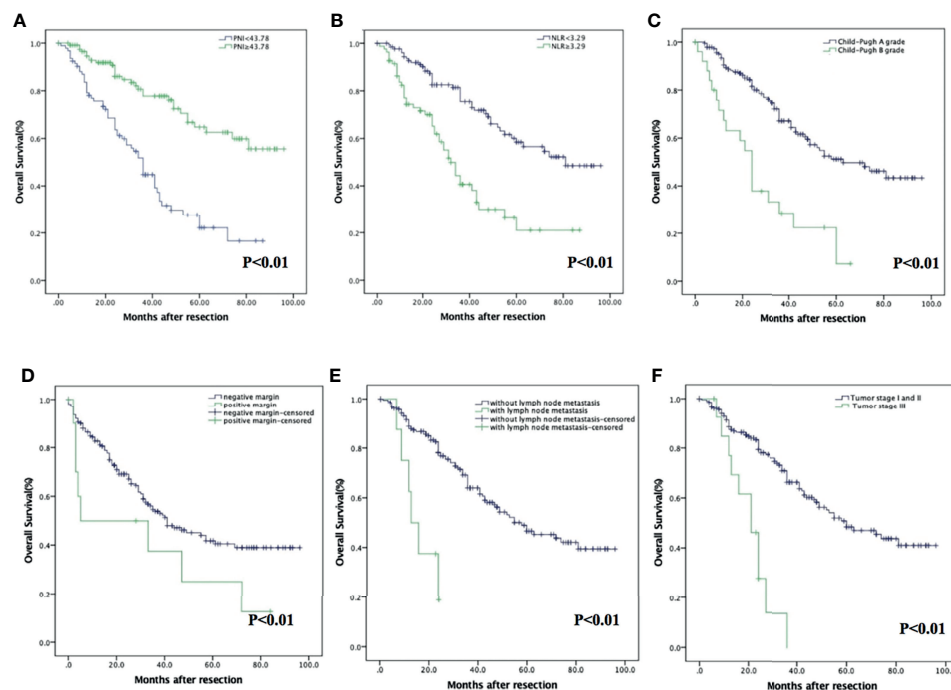 A
PNI<43.78
PNI≥43.78
Overall Survival(%)
1.0
0.8
0.6
0.4
0.2
0.0
.00 20.00 40.00 60.00 80.00 100.00
Months after resection
P<0.01
B
NLR<3.29
NLR≥3.29
Overall Survival(%)
1.0
0.8
0.6
0.4
0.2
0.0
.00 20.00 40.00 60.00 80.00 100.00
Months after resection
P<0.01
C
Child-Pugh A grade
Child-Pugh B grade
Overall Survival(%)
1.0
0.8
0.6
0.4
0.2
0.0
.0 20.0 40.0 60.0 80.0 100.0
Months after resection
P<0.01
D
negative margin
positive margin
negative margin-censored
positive margin-censored
Overall Survival(%)
1.0
0.8
0.6
0.4
0.2
0.0
.0 20.0 40.0 60.0 80.0 100.0
Months after resection
P<0.01
E
without lymph node metastasis
with lymph node metastasis
without lymph node metastasis-censored
with lymph node metastasis-censored
Overall Survival(%)
1.0
0.8
0.6
0.4
0.2
0.0
.0 20.0 40.0 60.0 80.0 100.0
Months after resection
P<0.01
F
Tumor stage I and II
Tumor stage III
Overall Survival(%)
1.0
0.8
0.6
0.4
0.2
0.0
.0 20.0 40.0 60.0 80.0 100.0
Months after resection
P<0.01